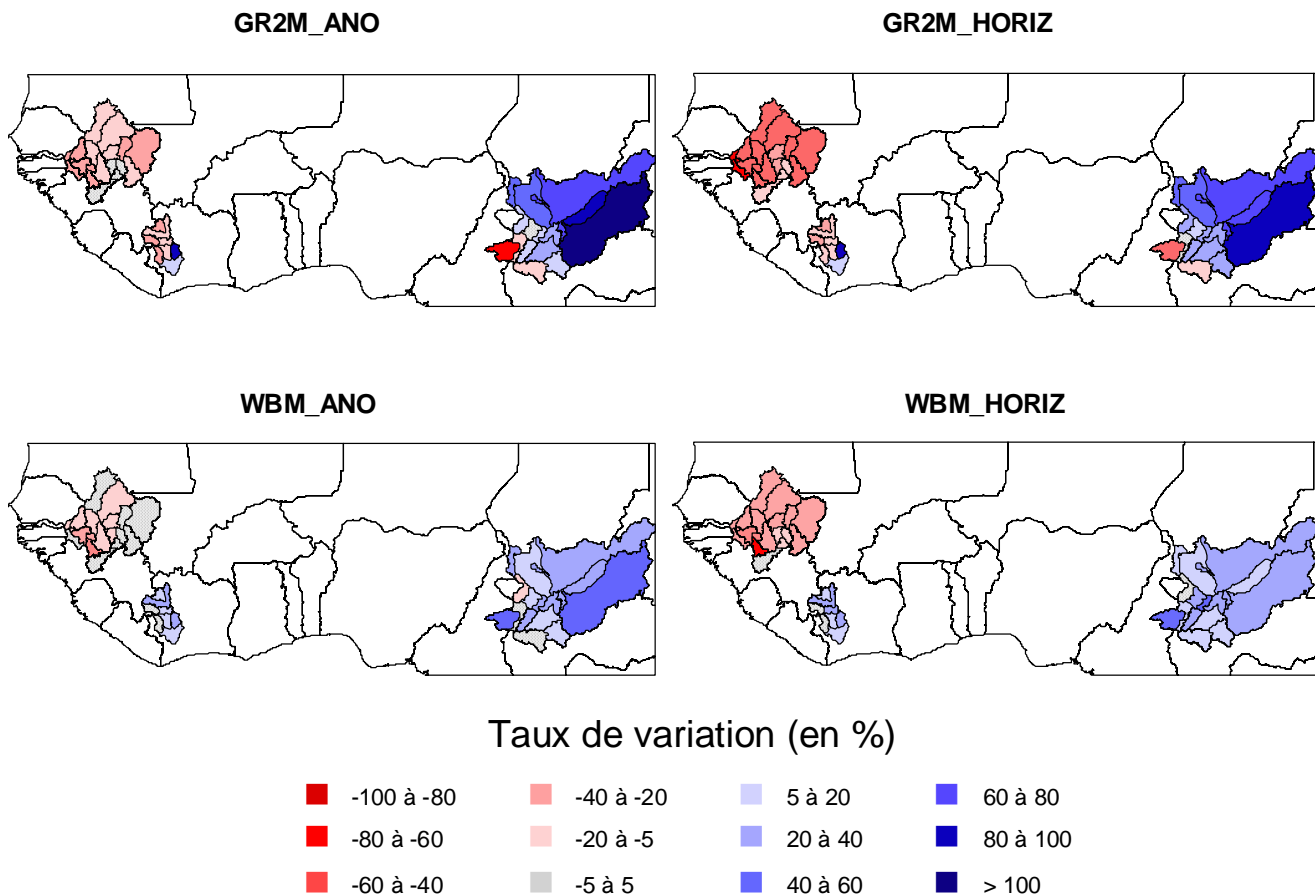 GR2M_ANO
GR2M_HORIZ
WBM_ANO
WBM_HORIZ
Taux de variation (en %)
-100 à -80
-40 à -20
5 à 20
60 à 80
-80 à -60
-20 à -5
20 à 40
80 à 100
-60 à -40
-5 à 5
40 à 60
> 100